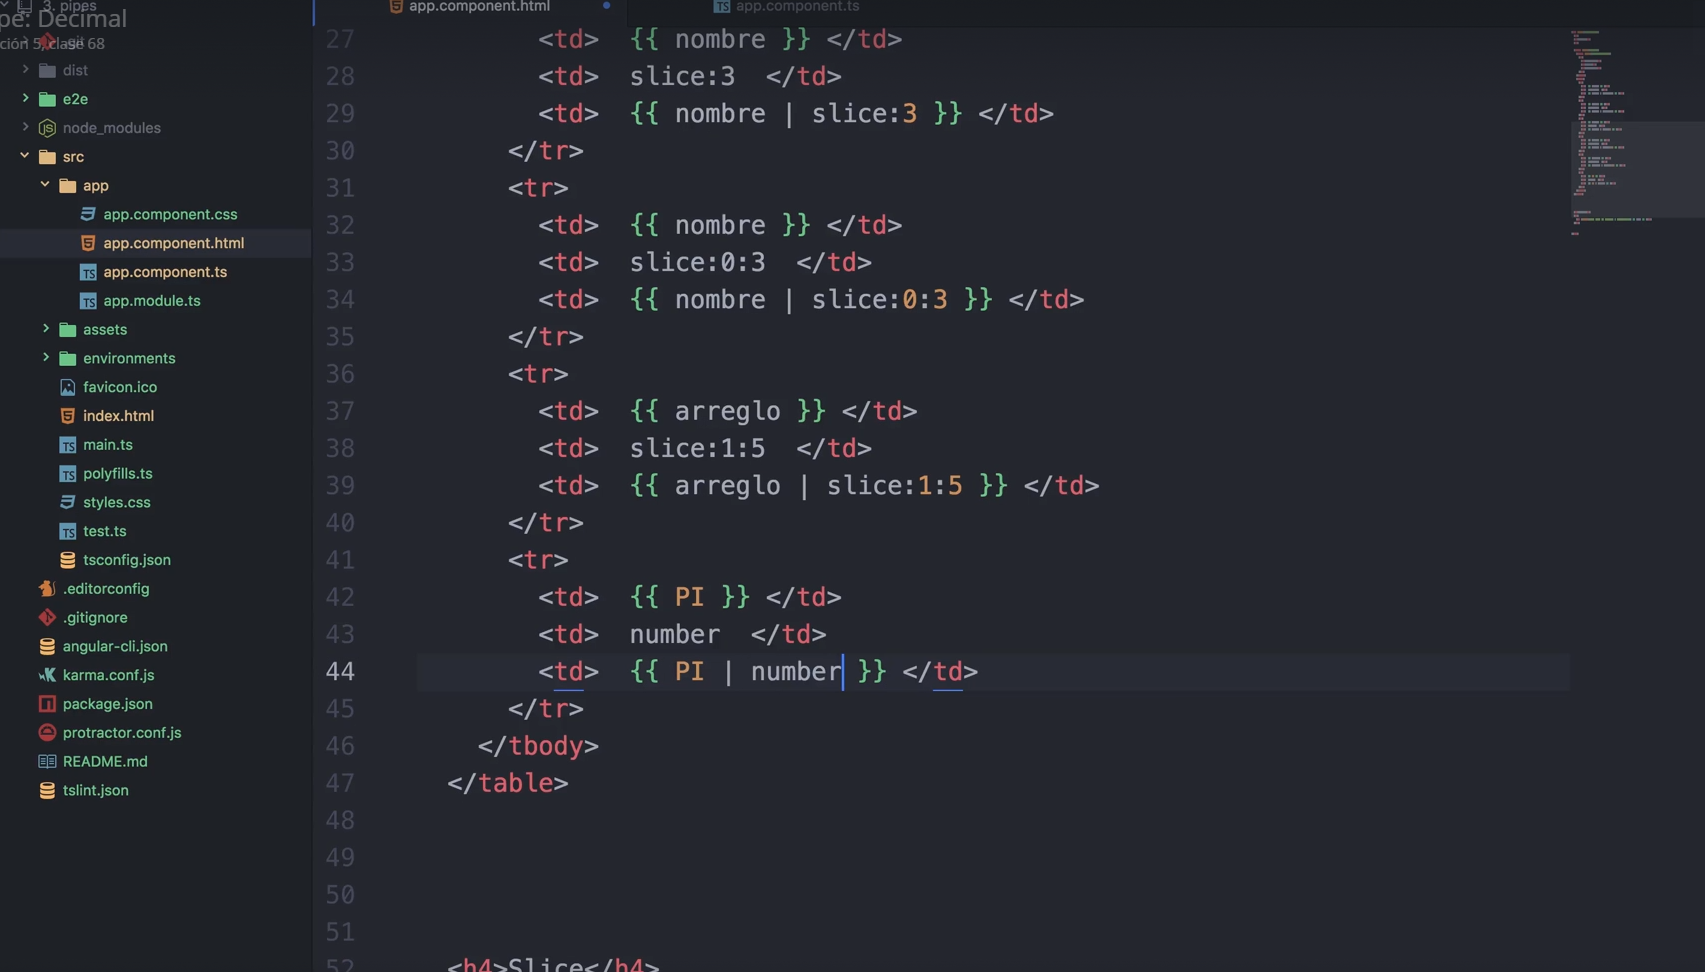 3. pipes
pe: Decimal
ción 5, clase 68
.git
dist
e2e
node_modules
src
app
app.component.css
app.component.html
app.component.ts
app.module.ts
assets
environments
favicon.ico
index.html
main.ts
polyfills.ts
styles.css
test.ts
tsconfig.json
.editorconfig
.gitignore
angular-cli.json
karma.conf.js
package.json
protractor.conf.js
README.md
tslint.json
app.component.html app.component.ts
27 <td> {{ nombre }} </td>
28 <td> slice:3 </td>
29 <td> {{ nombre | slice:3 }} </td>
30 </tr>
31 <tr>
32 <td> {{ nombre }} </td>
33 <td> slice:0:3 </td>
34 <td> {{ nombre | slice:0:3 }} </td>
35 </tr>
36 <tr>
37 <td> {{ arreglo }} </td>
38 <td> slice:1:5 </td>
39 <td> {{ arreglo | slice:1:5 }} </td>
40 </tr>
41 <tr>
42 <td> {{ PI }} </td>
43 <td> number </td>
44 <td> {{ PI | number }} </td>
45 </tr>
46 </tbody>
47 </table>
48
49
50
51
52 <h4>Slice</h4>